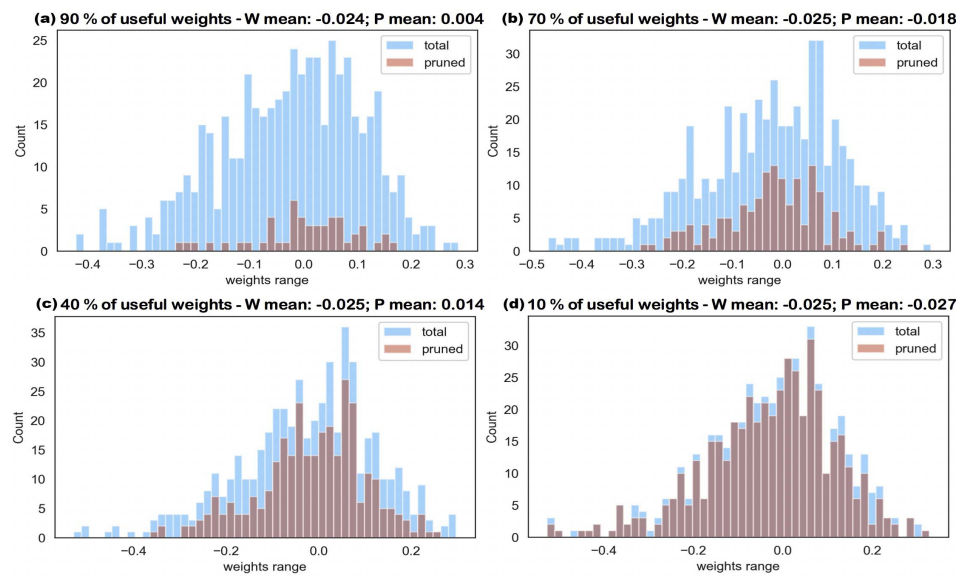 (a) 90 % of useful weights - W mean: -0.024; P mean: 0.004
25
20
15
10
5
0
Count
total
pruned
−0.4 −0.3 −0.2 −0.1 0.0 0.1 0.2 0.3
weights range
(b) 70 % of useful weights - W mean: -0.025; P mean: -0.018
30
25
20
15
10
5
0
Count
total
pruned
−0.5 −0.4 −0.3 −0.2 −0.1 0.0 0.1 0.2 0.3
weights range
(c) 40 % of useful weights - W mean: -0.025; P mean: 0.014
35
30
25
20
15
10
5
0
Count
total
pruned
−0.4 −0.2 0.0 0.2
weights range
(d) 10 % of useful weights - W mean: -0.025; P mean: -0.027
30
25
20
15
10
5
0
Count
total
pruned
−0.4 −0.2 0.0 0.2
weights range